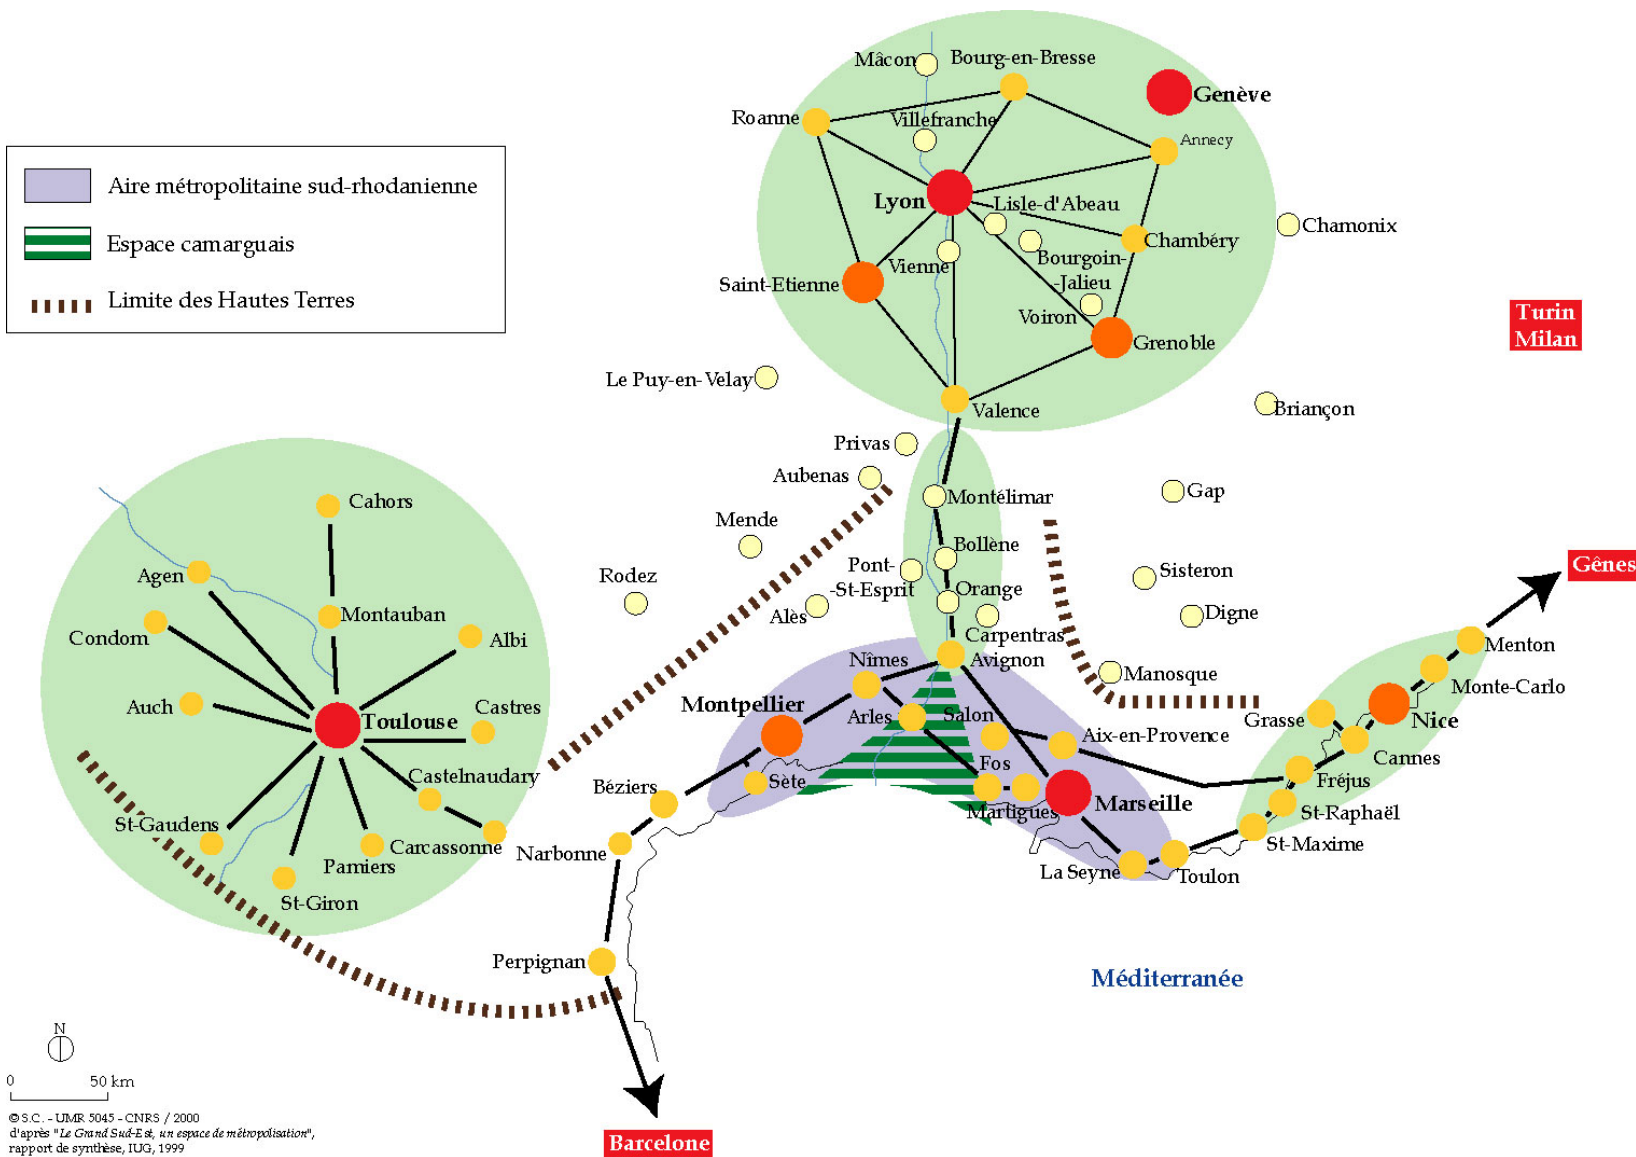 Mâcon
Bourg-en-Bresse
Genève
Roanne
Villefranche
Annecy
Aire métropolitaine sud-rhodanienne
Lyon
Lisle-d'Abeau
Chamonix
Espace camarguais
Chambéry
Vienne
Bourgoin-
-Jalieu
Saint-Etienne
Limite des Hautes Terres
Voiron
Grenoble
Turin
Milan
Le Puy-en-Velay
Valence
Briançon
Privas
Aubenas
Montélimar
Gap
Cahors
Mende
Bollène
Agen
Rodez
Pont-
-St-Esprit
Orange
Sisteron
Gênes
Condom
Montauban
Albi
Alès
Carpentras
Digne
Menton
Nîmes
Avignon
Manosque
Monte-Carlo
Auch
Toulouse
Castres
Montpellier
Arles
Salon
Aix-en-Provence
Grasse
Nice
Cannes
Castelnaudary
Béziers
Sète
Fos
Fréjus
Marseille
Martigues
St-Raphaël
St-Gaudens
Carcassonne
Narbonne
St-Maxime
Pamiers
La Seyne
Toulon
St-Giron
Perpignan
Méditerranée
N
0 50 km
© S.C. - UMR 5045 - CNRS / 2000
d'après "Le Grand Sud-Est, un espace de métropolisation",
rapport de synthèse, IUG, 1999
Barcelone